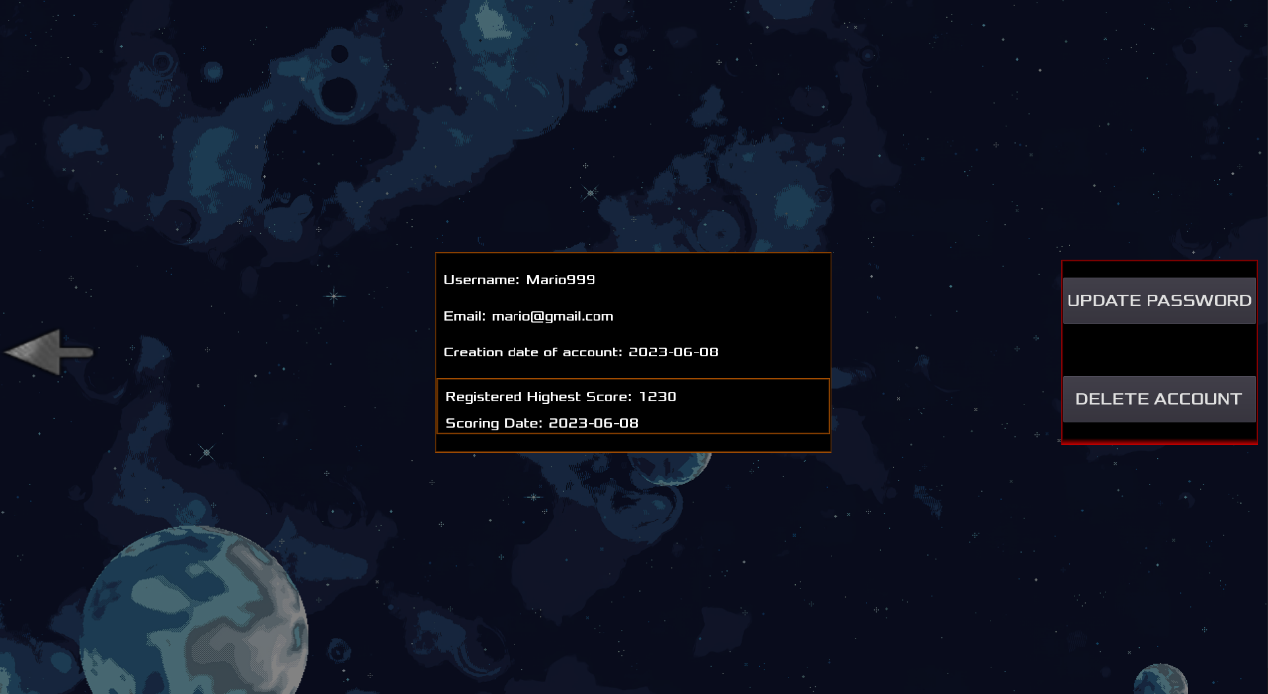 Username: Mario999
Email: mario@gmail.com
Creation date of account: 2023-06-08
Registered Highest Score: 1230
Scoring Date: 2023-06-08
UPDATE PASSWORD
DELETE ACCOUNT